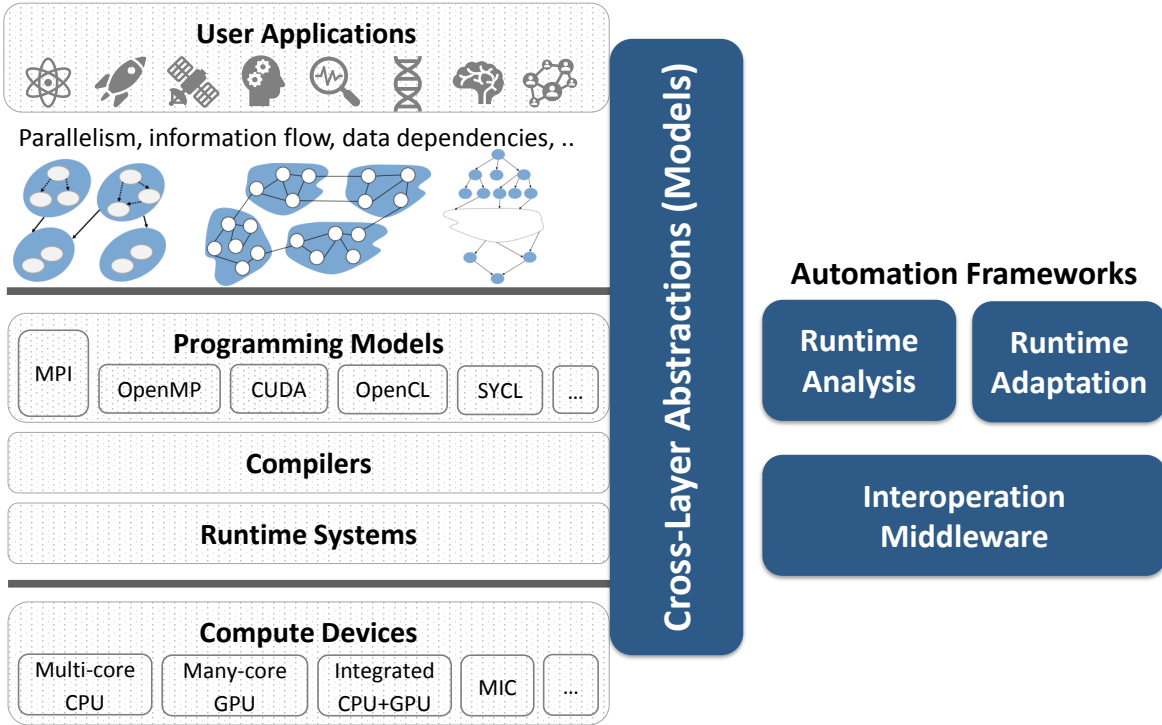 User Applications
Parallelism, information flow, data dependencies, ..
Programming Models
MPI
OpenMP
CUDA
OpenCL
SYCL
...
Compilers
Runtime Systems
Compute Devices
Multi-core
CPU
Many-core
GPU
Integrated
CPU+GPU
MIC
...
Cross-Layer Abstractions (Models)
Automation Frameworks
Runtime
Analysis
Runtime
Adaptation
Interoperation
Middleware